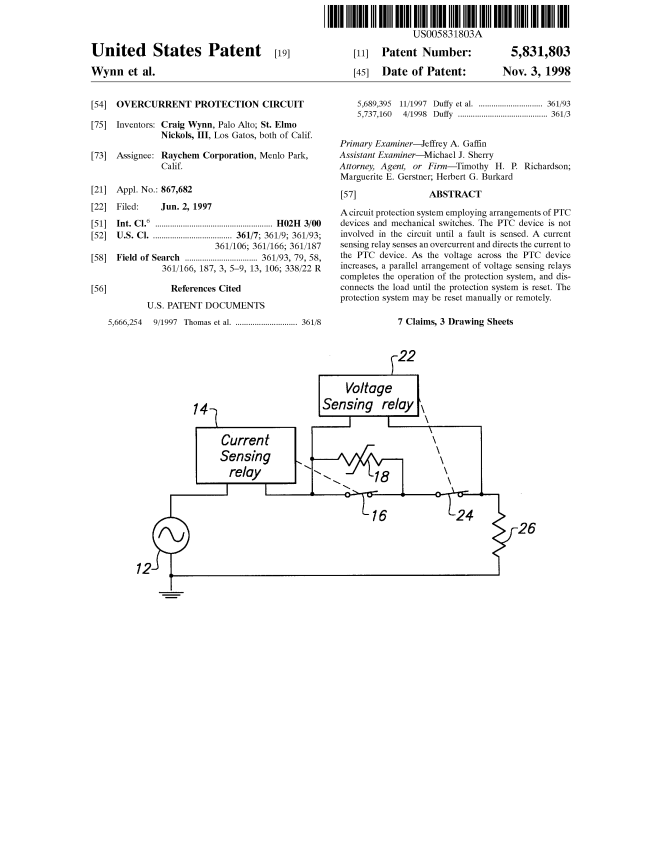 US005831803A
United States Patent [19]
Wynn et al.
[11] Patent Number: 5,831,803
[45] Date of Patent: Nov. 3, 1998
[54] OVERCURRENT PROTECTION CIRCUIT
[75] Inventors: Craig Wynn, Palo Alto; St. Elmo
Nickols, III, Los Gatos, both of Calif.
[73] Assignee: Raychem Corporation, Menlo Park,
Calif.
[21] Appl. No.: 867,682
[22] Filed: Jun. 2, 1997
[51] Int. Cl.⁶ ................................................ H02H 3/00
[52] U.S. Cl. ................................ 361/7; 361/9; 361/93;
361/106; 361/166; 361/187
[58] Field of Search .............................. 361/93, 79, 58,
361/166, 187, 3, 5–9, 13, 106; 338/22 R
[56] References Cited
U.S. PATENT DOCUMENTS
5,666,254 9/1997 Thomas et al. ............................. 361/8
5,689,395 11/1997 Duffy et al. .............................. 361/93
5,737,160 4/1998 Duffy ......................................... 361/3
Primary Examiner—Jeffrey A. Gaffin
Assistant Examiner—Michael J. Sherry
Attorney, Agent, or Firm—Timothy H. P. Richardson;
Marguerite E. Gerstner; Herbert G. Burkard
[57] ABSTRACT
A circuit protection system employing arrangements of PTC
devices and mechanical switches. The PTC device is not
involved in the circuit until a fault is sensed. A current
sensing relay senses an overcurrent and directs the current to
the PTC device. As the voltage across the PTC device
increases, a parallel arrangement of voltage sensing relays
completes the operation of the protection system, and dis-
connects the load until the protection system is reset. The
protection system may be reset manually or remotely.
7 Claims, 3 Drawing Sheets
22
Voltage
Sensing relay
14
Current
Sensing
relay
18
16
24
26
12